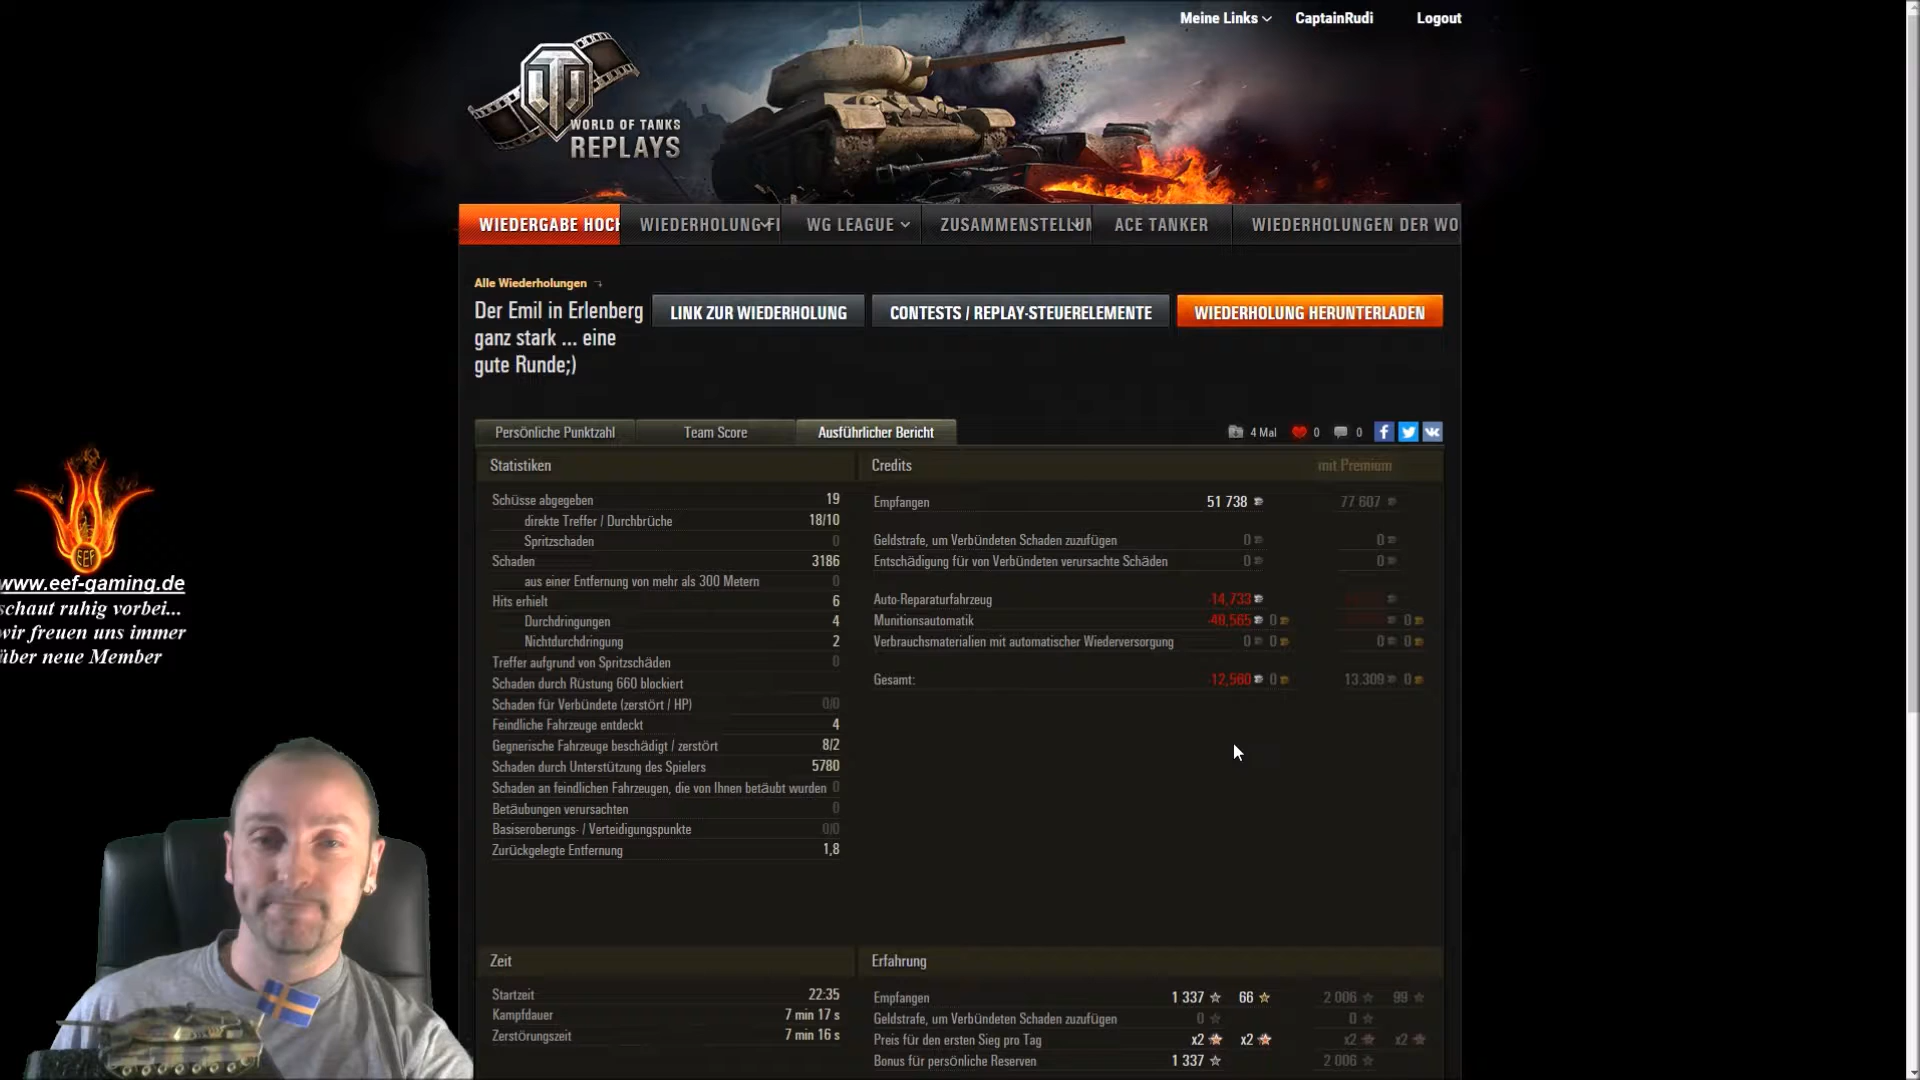 Meine Links CaptainRudi Logout
WORLD OF TANKS
REPLAYS
WIEDERGABE HOCH WIEDERHOLUNG FI WG LEAGUE ZUSAMMENSTELLUN ACE TANKER WIEDERHOLUNGEN DER WO
Alle Wiederholungen
Der Emil in Erlenberg
ganz stark ... eine
gute Runde;)
LINK ZUR WIEDERHOLUNG CONTESTS / REPLAY-STEUERELEMENTE WIEDERHOLUNG HERUNTERLADEN
Persönliche Punktzahl Team Score Ausführlicher Bericht 4 Mal 0 0
Statistiken Credits mit Premium
Schüsse abgegeben 19
direkte Treffer / Durchbrüche 18/10
Spritzschaden 0
Schaden 3186
aus einer Entfernung von mehr als 300 Metern 0
Hits erhielt 6
Durchdringungen 4
Nichtdurchdringung 2
Treffer aufgrund von Spritzschäden 0
Schaden durch Rüstung 660 blockiert
Schaden für Verbündete (zerstört / HP) 0/0
Feindliche Fahrzeuge entdeckt 4
Gegnerische Fahrzeuge beschädigt / zerstört 8/2
Schaden durch Unterstützung des Spielers 5780
Schaden an feindlichen Fahrzeugen, die von Ihnen betäubt wurden 0
Betäubungen verursachten 0
Basiseroberungs- / Verteidigungspunkte 0/0
Zurückgelegte Entfernung 1,8
Empfangen 51 738 77 607
Geldstrafe, um Verbündeten Schaden zuzufügen 0 0
Entschädigung für von Verbündeten verursachte Schäden 0 0
Auto-Reparaturfahrzeug -14,733
Munitionsautomatik -49,565 0 0
Verbrauchsmaterialien mit automatischer Wiederversorgung 0 0 0 0
Gesamt: -12,560 0 13.309 0
Zeit
Startzeit 22:35
Kampfdauer 7 min 17 s
Zerstörungszeit 7 min 16 s
Erfahrung
Empfangen 1 337 66 2 006 99
Geldstrafe, um Verbündeten Schaden zuzufügen 0 0
Preis für den ersten Sieg pro Tag x2 x2 x2 x2
Bonus für persönliche Reserven 1 337 2 006
EEF
www.eef-gaming.de
schaut ruhig vorbei...
wir freuen uns immer
über neue Member